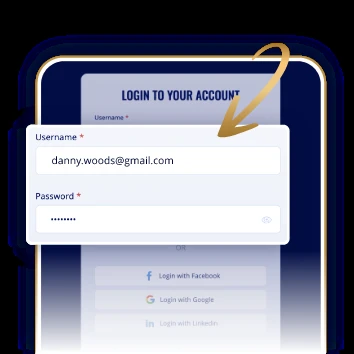 LOGIN TO YOUR ACCOUNT
Username *
Username *
danny.woods@gmail.com
Password *
••••••••
OR
Login with Facebook
Login with Google
Login with Linkedin